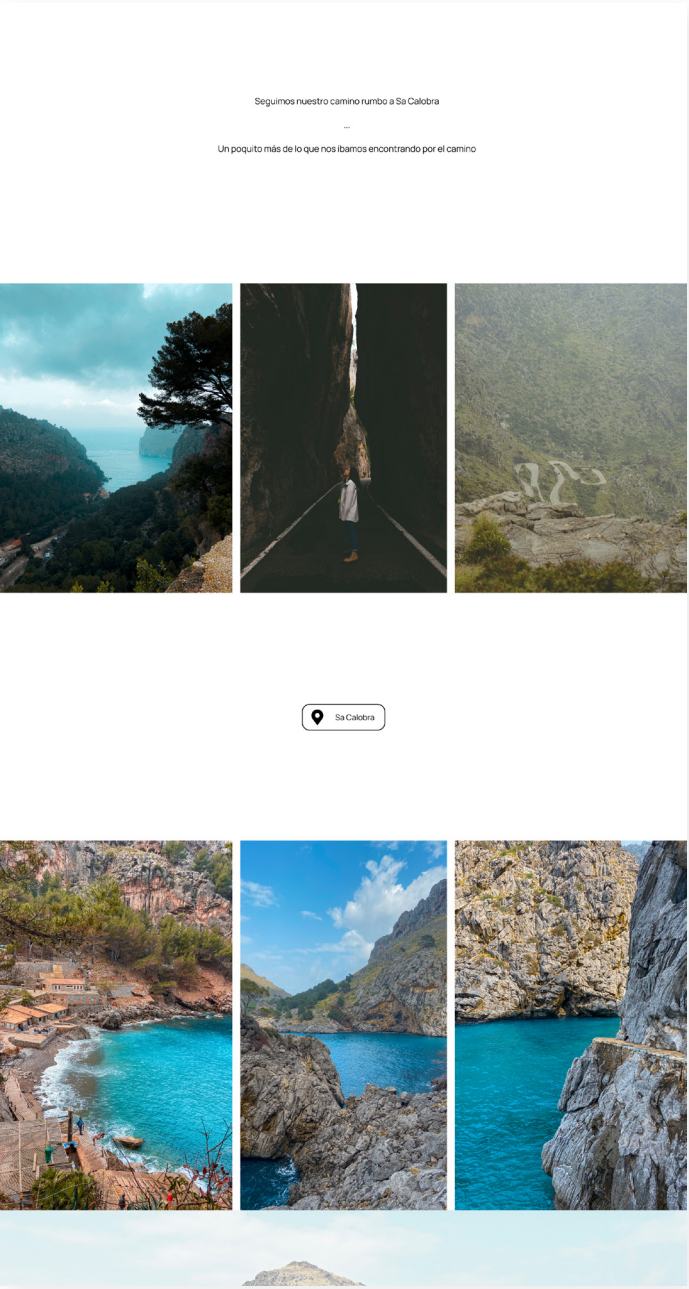 Seguimos nuestro camino rumbo a Sa Calobra
...
Un poquito más de lo que nos íbamos encontrando por el camino
Sa Calobra